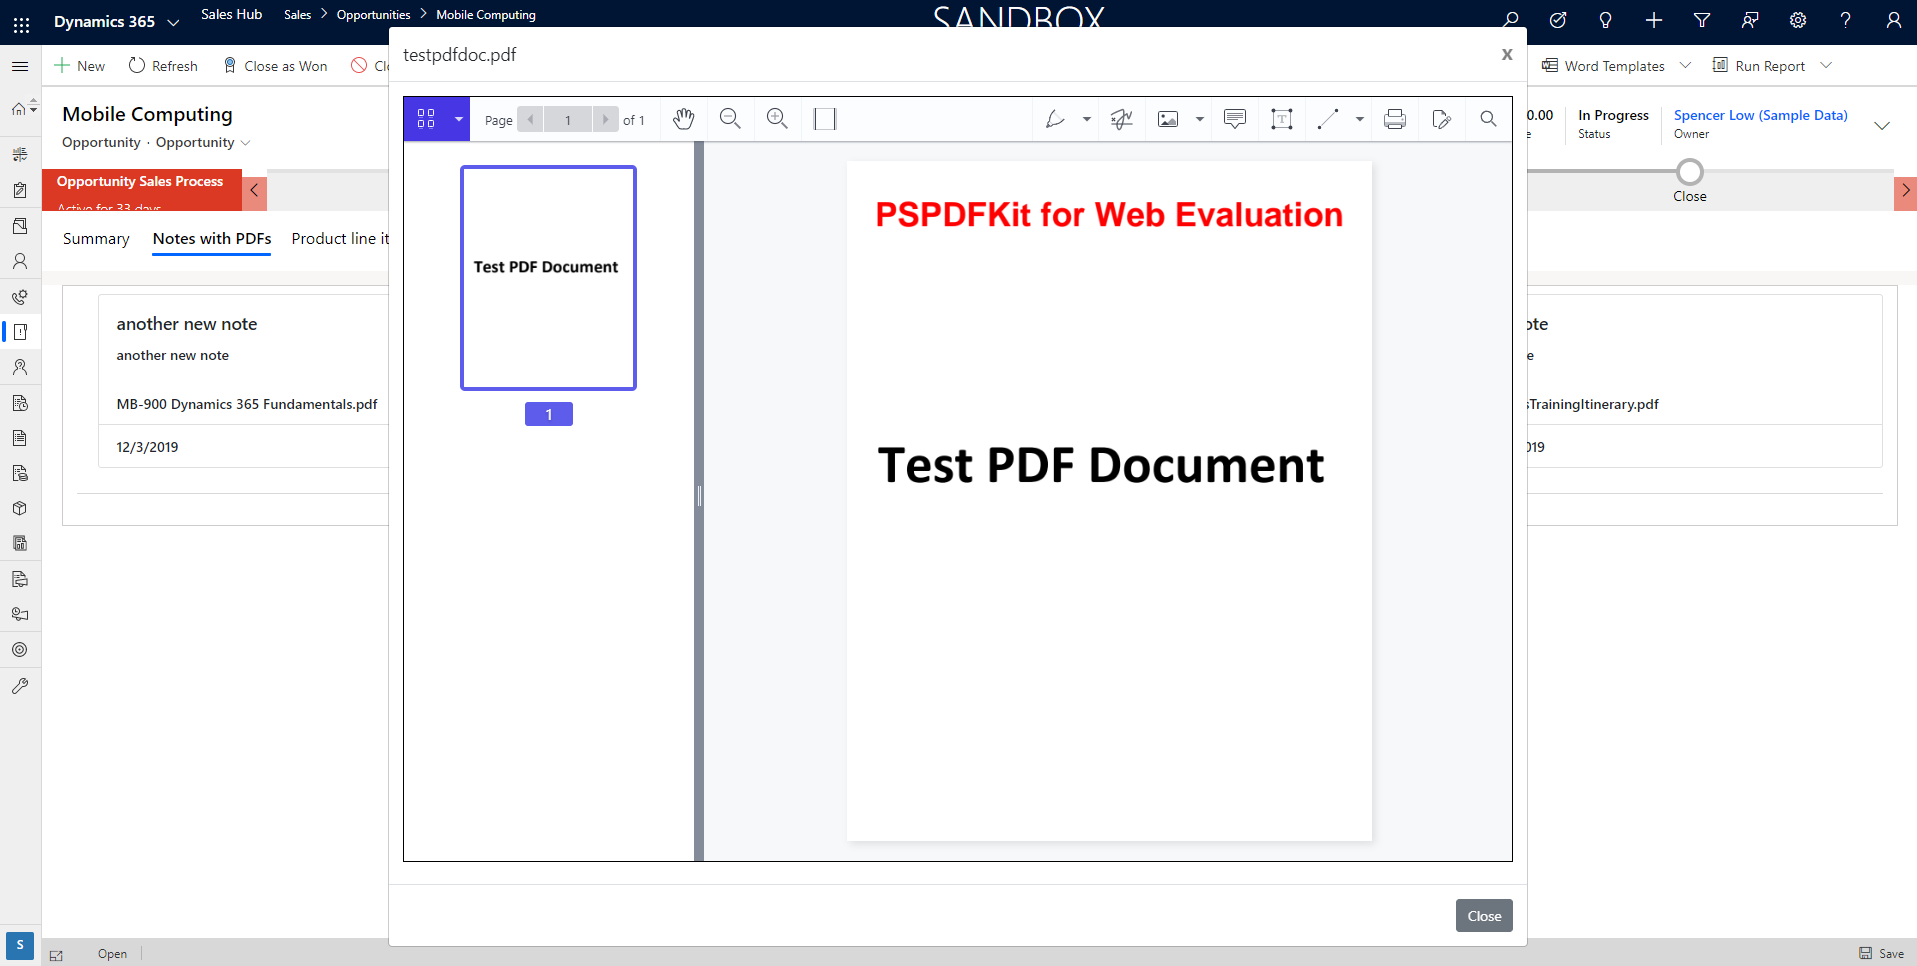 Dynamics 365
Sales Hub
Sales > Opportunities > Mobile Computing
SANDBOX
New
Refresh
Close as Won
Word Templates
Run Report
testpdfdoc.pdf
x
Mobile Computing
Opportunity · Opportunity
0.00
In Progress
Status
Spencer Low (Sample Data)
Owner
Opportunity Sales Process
Active for 33 days
Close
Summary
Notes with PDFs
Product line
Page 1 of 1
Test PDF Document
1
PSPDFKit for Web Evaluation
Test PDF Document
another new note
another new note
MB-900 Dynamics 365 Fundamentals.pdf
12/3/2019
ote
e
sTrainingItinerary.pdf
019
Close
S
Open
Save